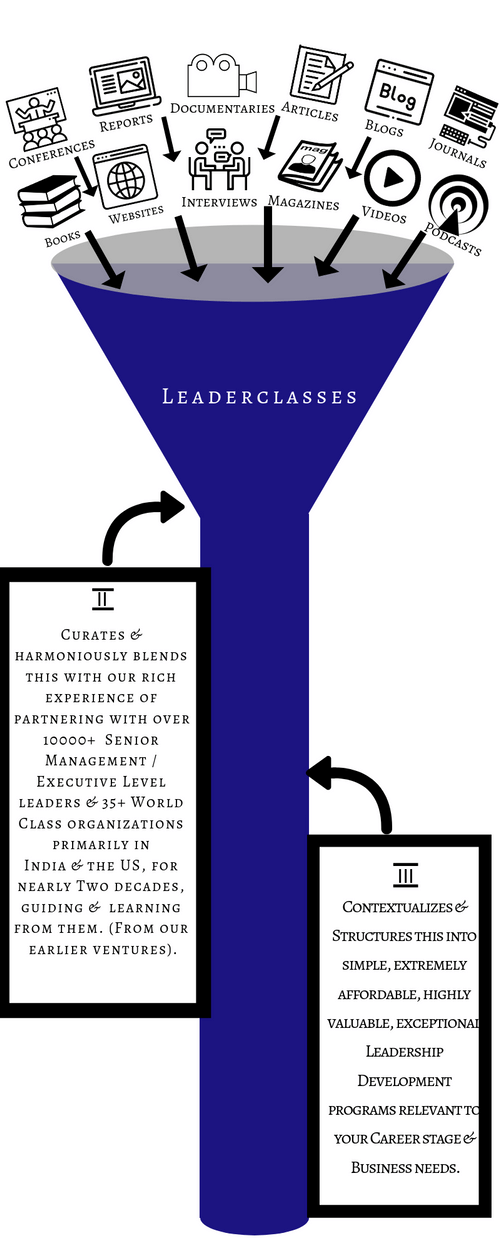 Conferences
Reports
Documentaries
Articles
Blog
Blogs
Journals
Books
Websites
Interviews
mag
Magazines
Videos
Podcasts
Leaderclasses
II
Curates &
harmoniously blends
this with our rich
experience of
partnering with over
10000+ Senior
Management /
Executive Level
leaders & 35+ World
Class organizations
primarily in
India & the US, for
nearly Two decades,
guiding & learning
from them. (From our
earlier ventures).
III
Contextualizes &
Structures this into
simple, extremely
affordable, highly
valuable, exceptional
Leadership
Development
programs relevant to
your Career stage &
Business needs.